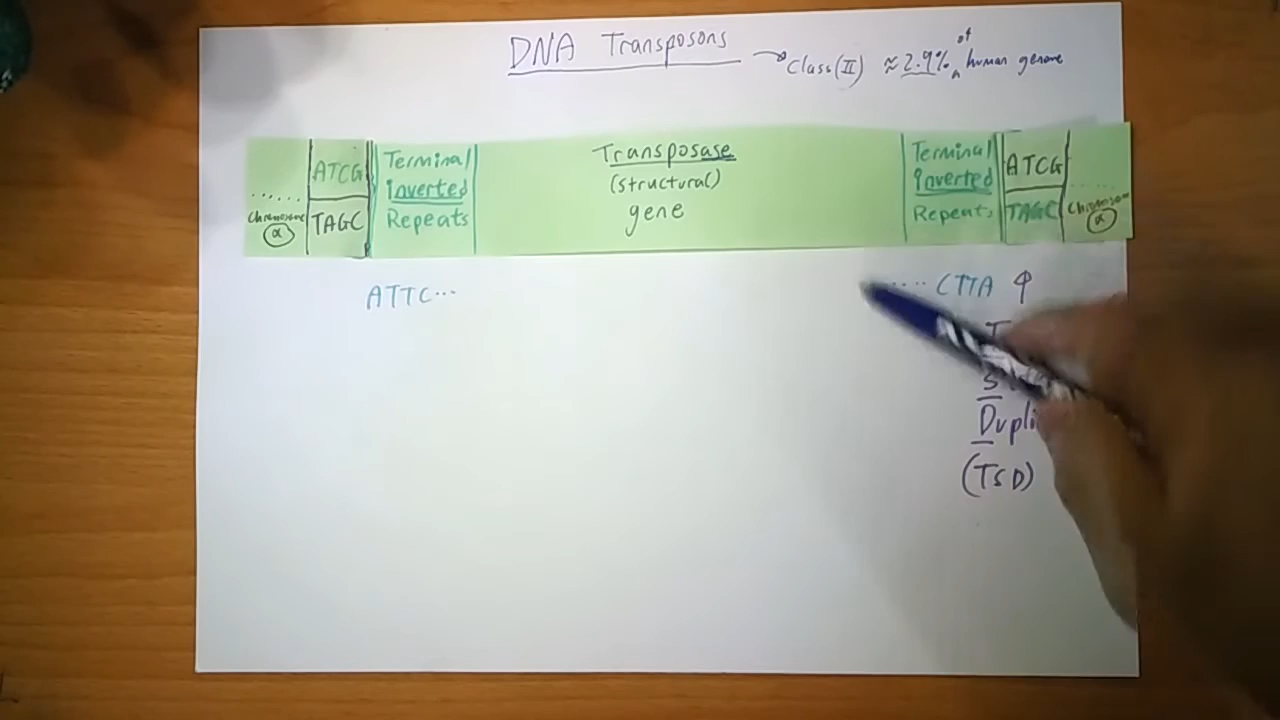 DNA Transposons
Class (II) ≈ 2.9% of human genome
ATCG
TAGC
...... Chromosome α
Terminal
inverted
Repeats
Transposase
(structural)
gene
Terminal
inverted
Repeats
ATCG
TAGC
...... Chromosome α
ATTC...
..... CTTA
D
(TSD)